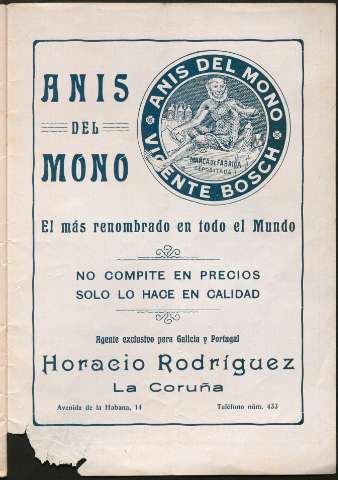 ANIS
DEL
MONO
ANIS DEL MONO
VICENTE BOSCH
MARCA DE FABRICA
DEPOSITADA
El más renombrado en todo el Mundo
NO COMPITE EN PRECIOS
SOLO LO HACE EN CALIDAD
Agente exclusivo para Galicia y Portugal
Horacio Rodríguez
La Coruña
Avenida de la Habana, 14 Teléfono núm. 433